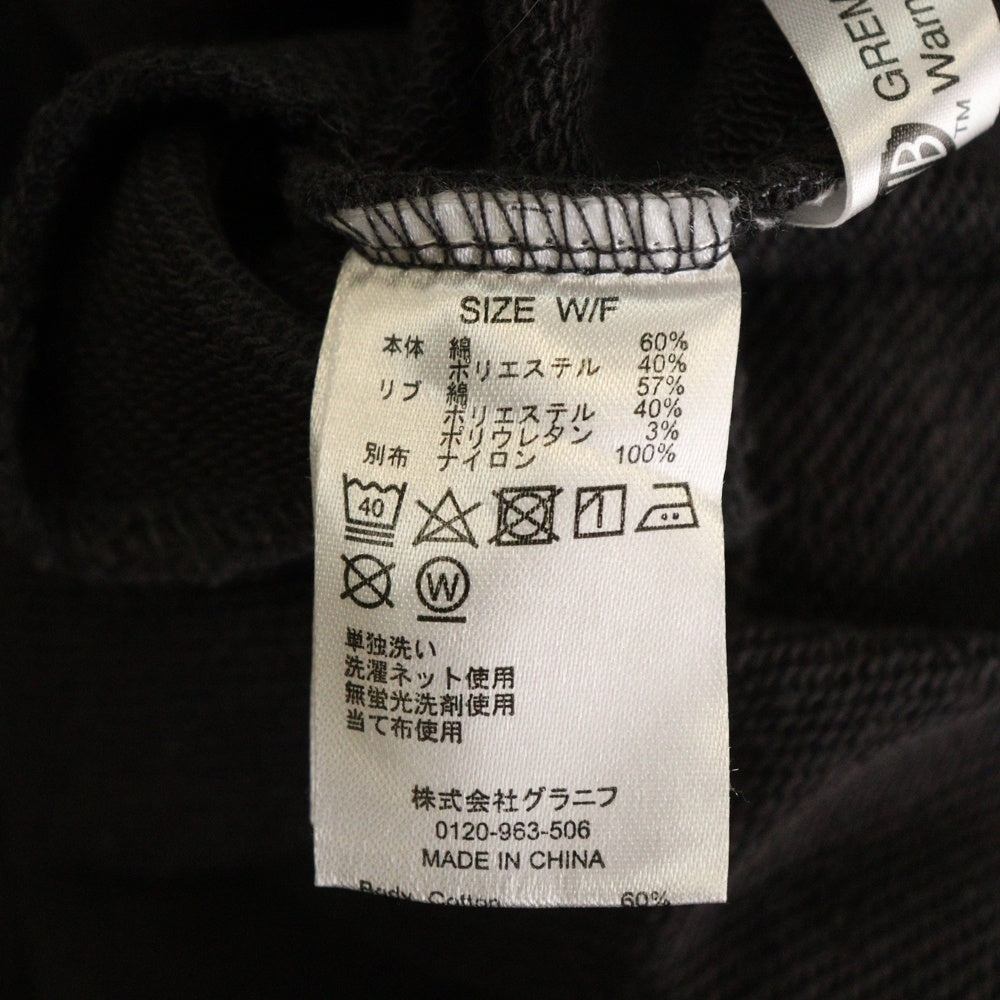 GREM
Warn
B™
SIZE W/F
本体 綿 60%
ポリエステル 40%
リブ 綿 57%
ポリエステル 40%
ポリウレタン 3%
別布 ナイロン 100%
40
W
単独洗い
洗濯ネット使用
無蛍光洗剤使用
当て布使用
株式会社グラニフ
0120-963-506
MADE IN CHINA
Body Cotton 60%